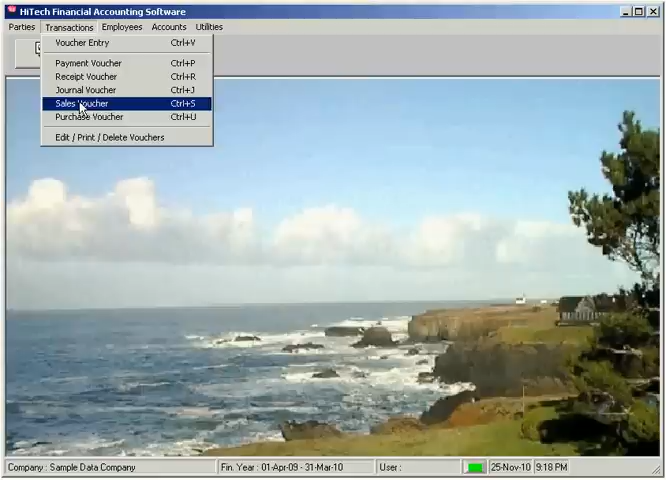 HiTech Financial Accounting Software
Parties Transactions Employees Accounts Utilities
Voucher Entry Ctrl+V
Payment Voucher Ctrl+P
Receipt Voucher Ctrl+R
Journal Voucher Ctrl+J
Sales Voucher Ctrl+S
Purchase Voucher Ctrl+U
Edit / Print / Delete Vouchers
Company : Sample Data Company Fin. Year : 01-Apr-09 - 31-Mar-10 User : 25-Nov-10 9:18 PM